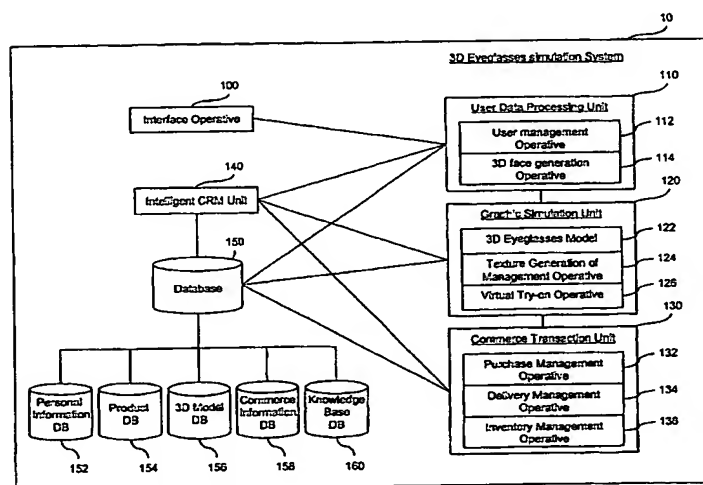 10
3D Eyeglasses simulation System
100
Interface Operative
110
User Data Processing Unit
User management
Operative
112
3D face generation
Operative
114
140
Intelligent CRM Unit
120
Graphic Simulation Unit
3D Eyeglasses Model
122
Texture Generation of
Management Operative
124
Virtual Try-on Operative
126
150
Database
130
Commerce Transaction Unit
Purchase Management
Operative
132
Delivery Management
Operative
134
Inventory Management
Operative
136
Personal
Information
DB
Product
DB
3D Model
DB
Commerce
Information
DB
Knowledge
Base
DB
152
154
156
158
160